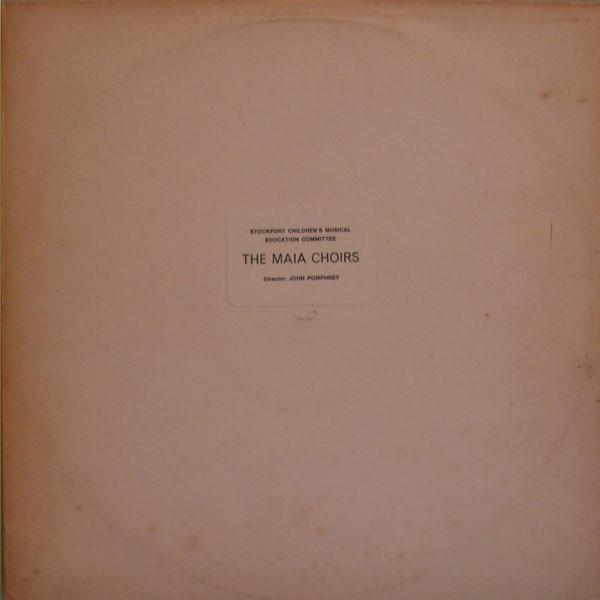 STOCKPORT CHILDREN'S MUSICAL
EDUCATION COMMITTEE
THE MAIA CHOIRS
Director: JOHN POMPHREY